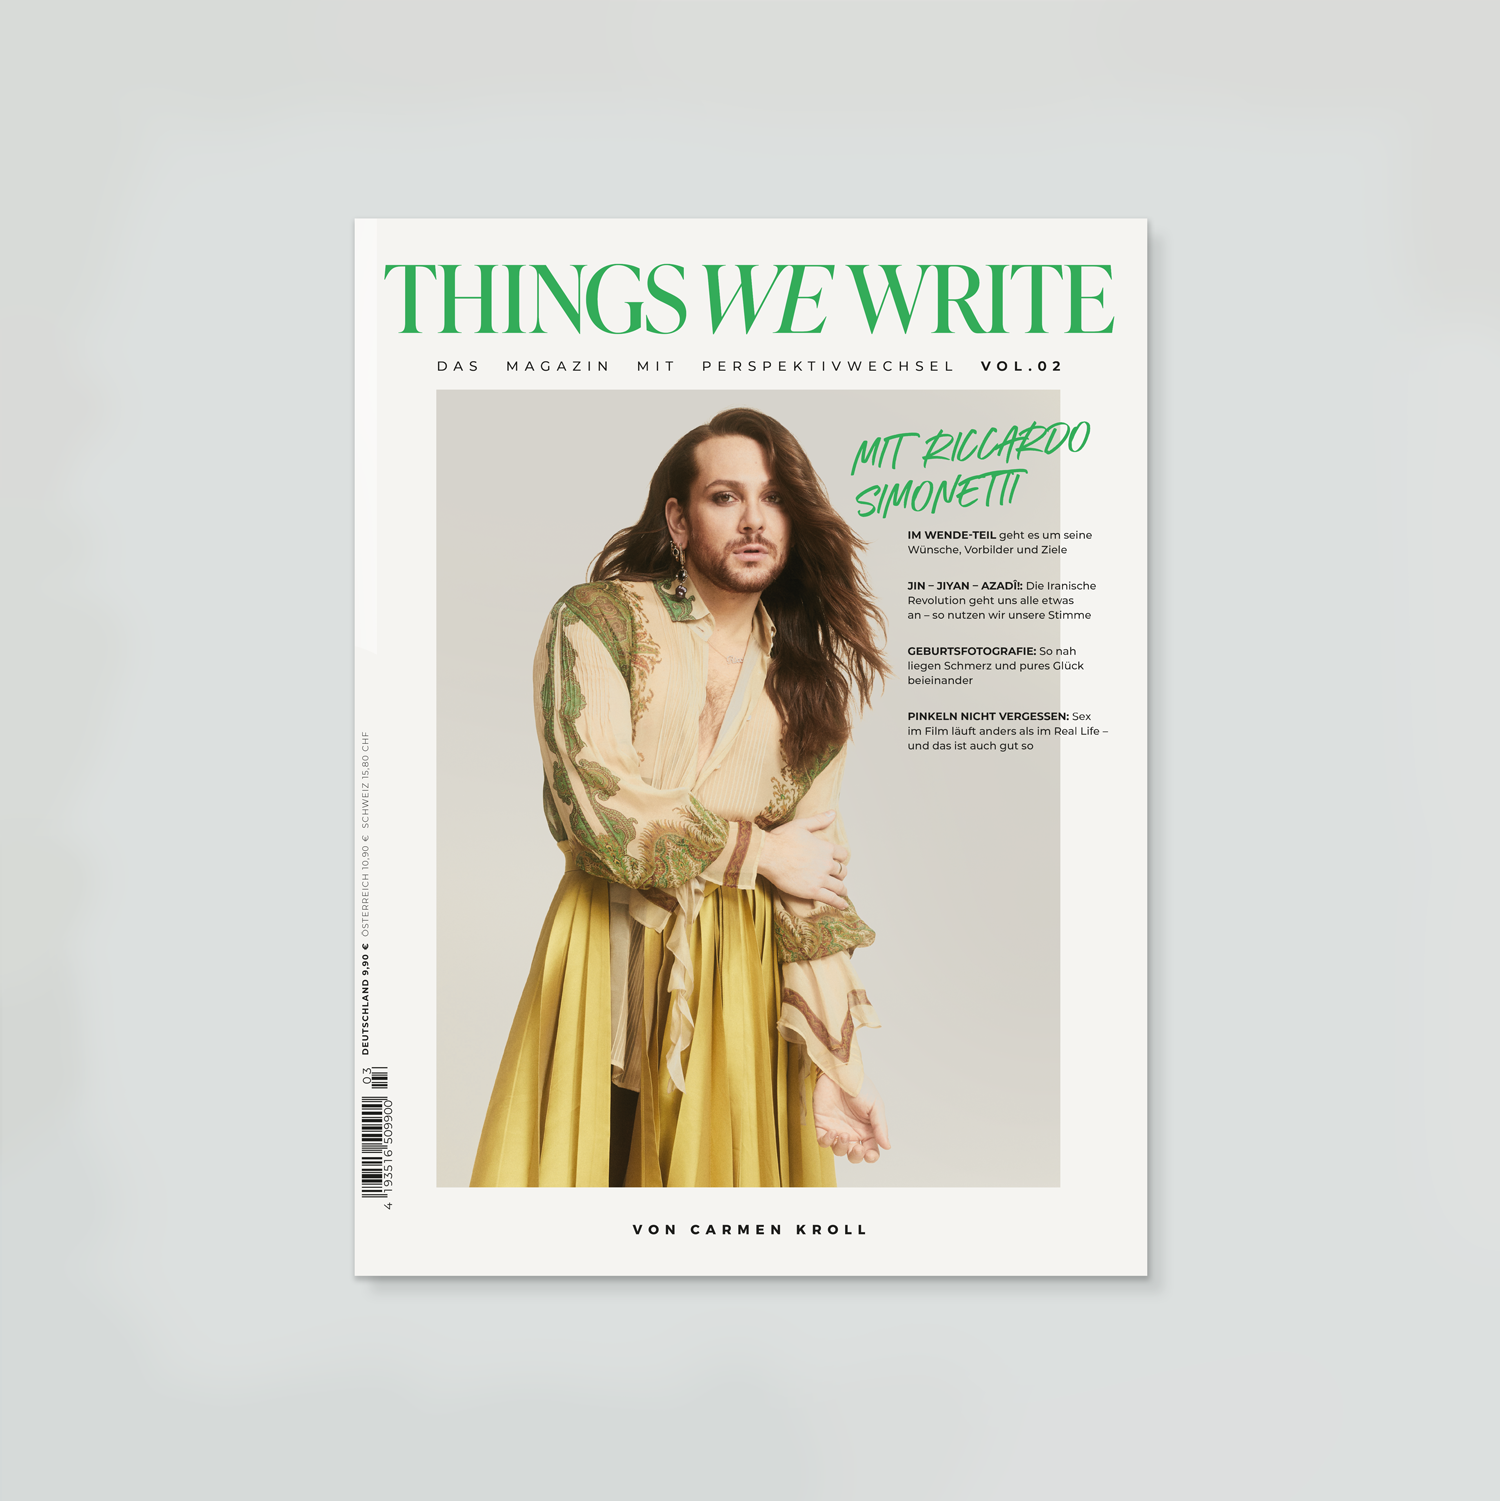 THINGS WE WRITE
DAS MAGAZIN MIT PERSPEKTIVWECHSEL VOL.02
MIT RICCARDO
SIMONETTI
IM WENDE-TEIL geht es um seine
Wünsche, Vorbilder und Ziele
JIN – JIYAN – AZADÎ!: Die Iranische
Revolution geht uns alle etwas
an – so nutzen wir unsere Stimme
GEBURTSFOTOGRAFIE: So nah
liegen Schmerz und pures Glück
beieinander
PINKELN NICHT VERGESSEN: Sex
im Film läuft anders als im Real Life –
und das ist auch gut so
DEUTSCHLAND 9,90 € ÖSTERREICH 10,90 € SCHWEIZ 15,80 CHF
4 193516 509900 03
VON CARMEN KROLL